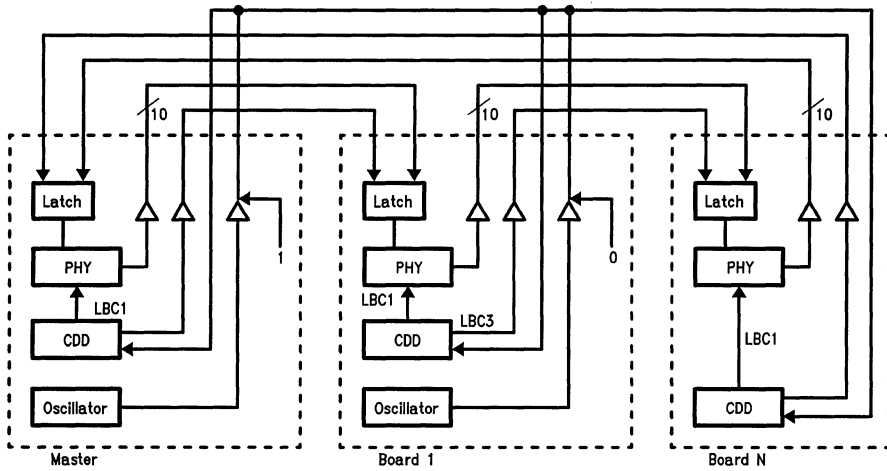 10
10
10
Latch
Latch
Latch
PHY
1
PHY
0
PHY
LBC1
LBC1
LBC3
LBC1
CDD
CDD
Oscillator
Oscillator
CDD
Master
Board 1
Board N